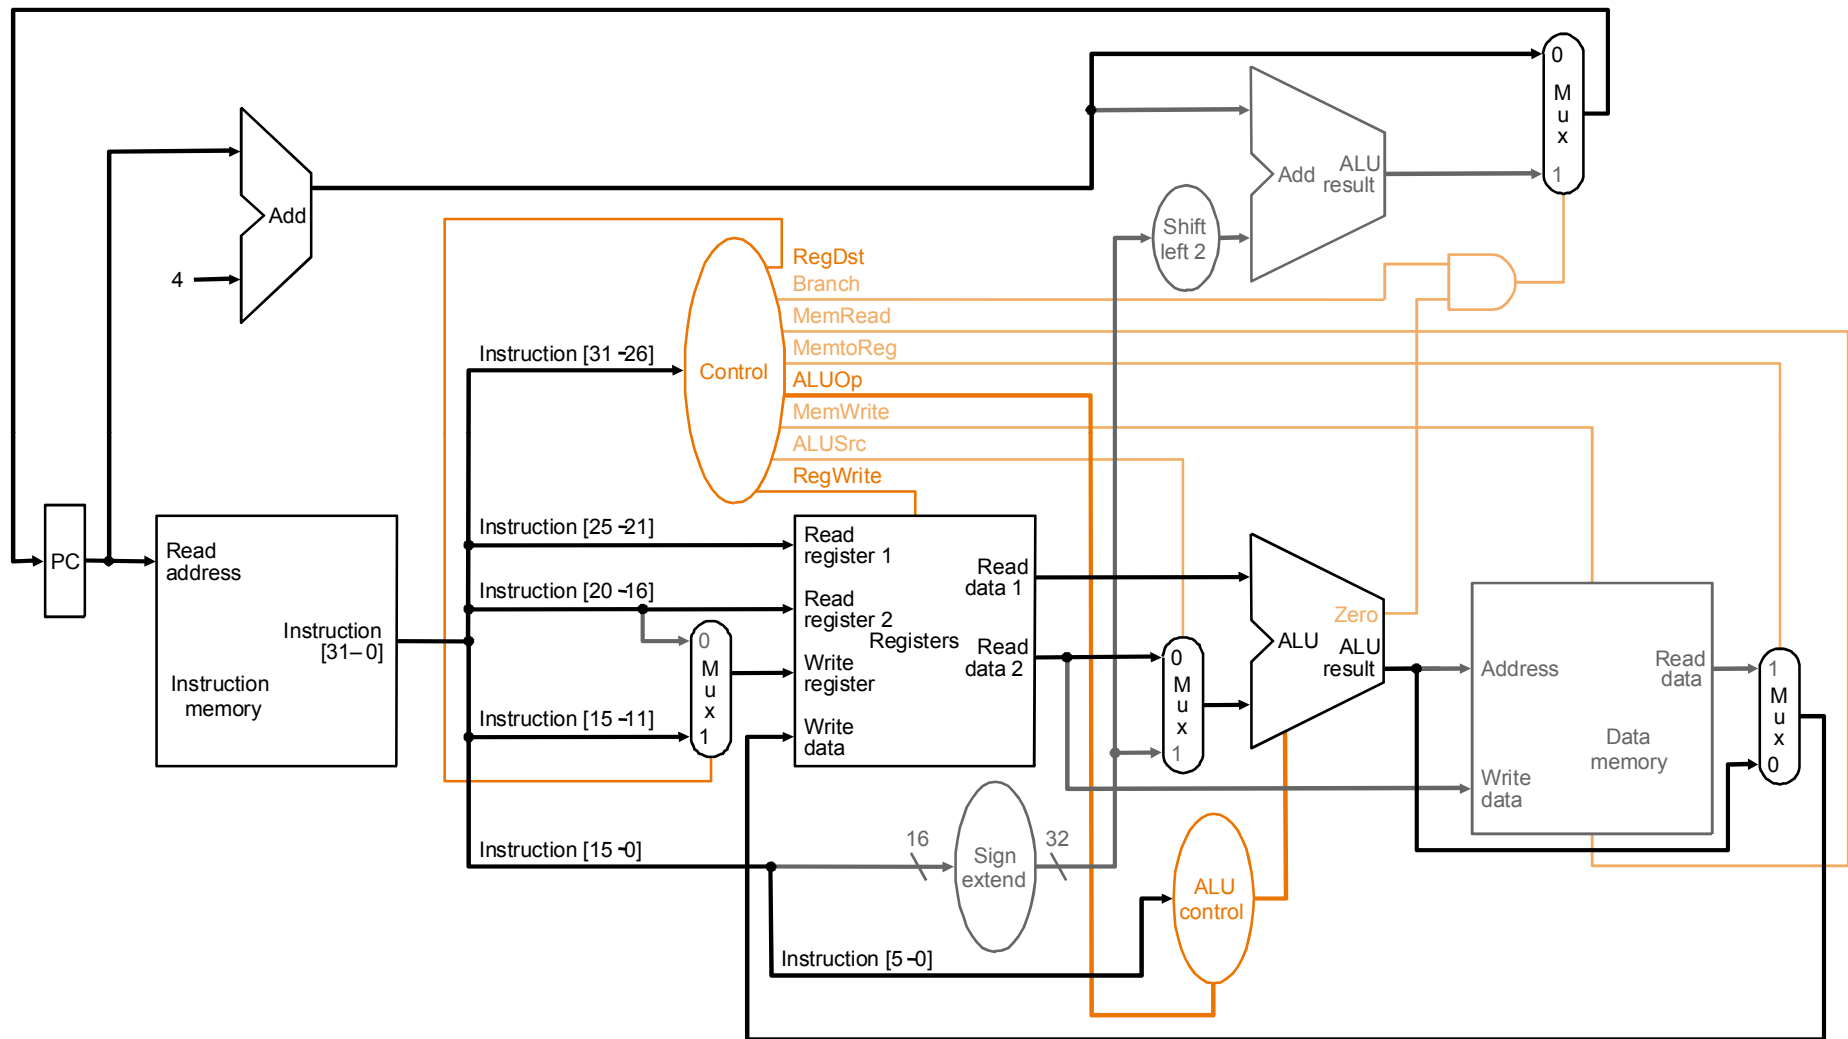 0
M
u
x
1
Add
ALU
result
Shift
left 2
Add
4
RegDst
Branch
MemRead
MemtoReg
ALUOp
MemWrite
ALUSrc
RegWrite
Control
Instruction [31–26]
Instruction [25–21]
Instruction [20–16]
Instruction [15–11]
Instruction [15–0]
Instruction [5–0]
PC
Read
address
Instruction
[31–0]
Instruction
memory
0
M
u
x
1
Read
register 1
Read
register 2
Write
register
Write
data
Registers
Read
data 1
Read
data 2
0
M
u
x
1
Zero
ALU
ALU
result
Address
Write
data
Read
data
Data
memory
1
M
u
x
0
16
Sign
extend
32
ALU
control